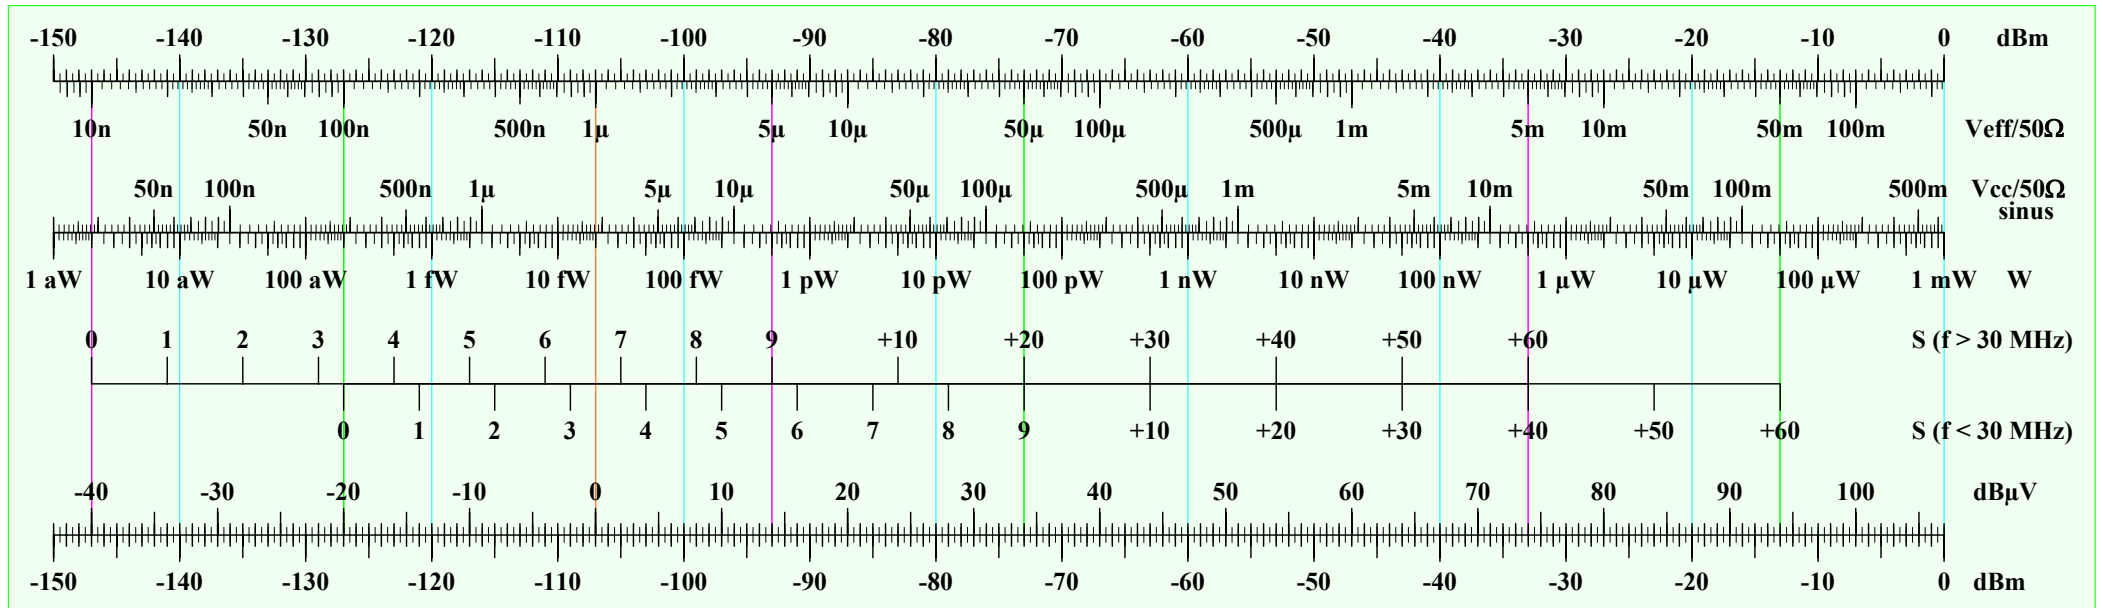 -150 -140 -130 -120 -110 -100 -90 -80 -70 -60 -50 -40 -30 -20 -10 0 dBm
10n 50n 100n 500n 1µ 5µ 10µ 50µ 100µ 500µ 1m 5m 10m 50m 100m Veff/50Ω
50n 100n 500n 1µ 5µ 10µ 50µ 100µ 500µ 1m 5m 10m 50m 100m 500m Vcc/50Ω
sinus
1 aW 10 aW 100 aW 1 fW 10 fW 100 fW 1 pW 10 pW 100 pW 1 nW 10 nW 100 nW 1 µW 10 µW 100 µW 1 mW W
0 1 2 3 4 5 6 7 8 9 +10 +20 +30 +40 +50 +60 S (f > 30 MHz)
0 1 2 3 4 5 6 7 8 9 +10 +20 +30 +40 +50 +60 S (f < 30 MHz)
-40 -30 -20 -10 0 10 20 30 40 50 60 70 80 90 100 dBµV
-150 -140 -130 -120 -110 -100 -90 -80 -70 -60 -50 -40 -30 -20 -10 0 dBm